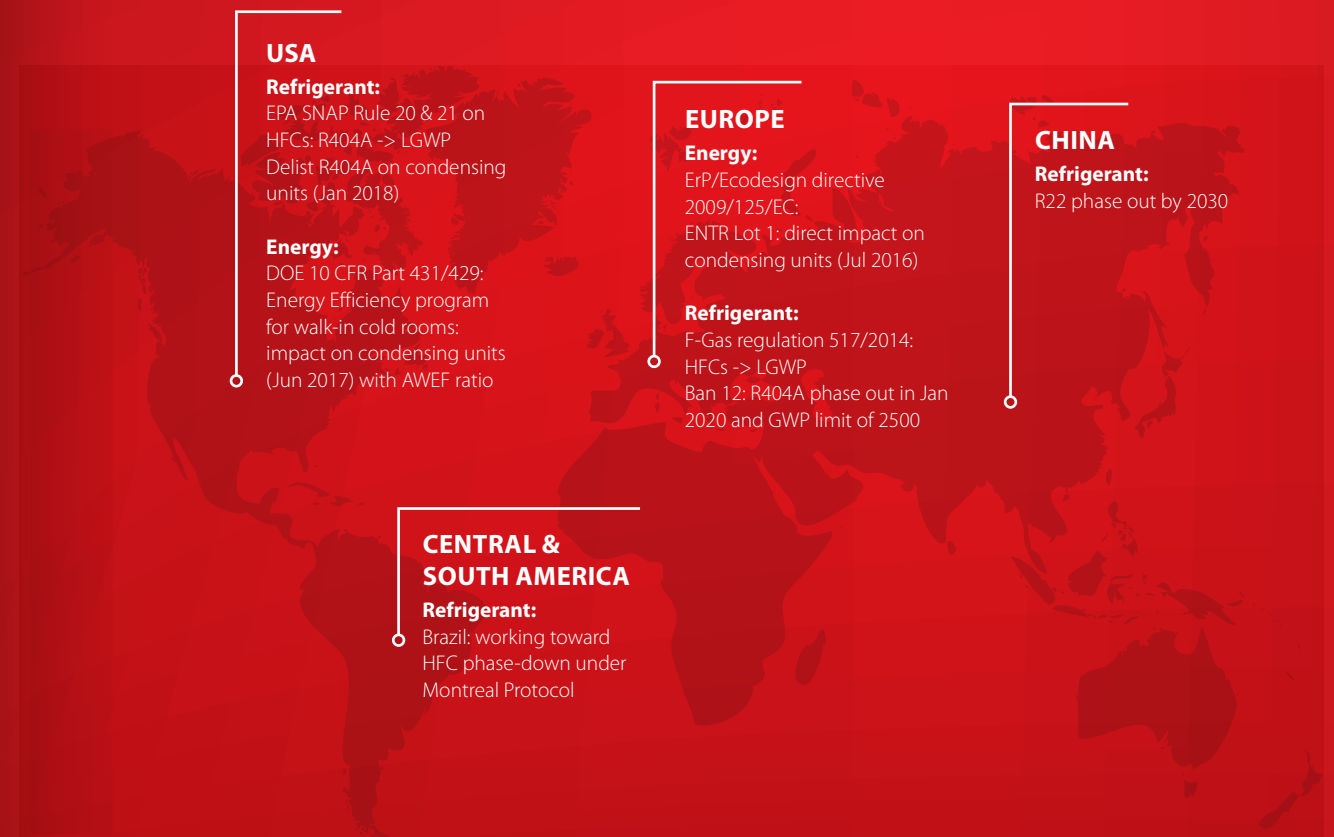 USA
Refrigerant:
EPA SNAP Rule 20 & 21 on
HFCs: R404A -> LGWP
Delist R404A on condensing
units (Jan 2018)
Energy:
DOE 10 CFR Part 431/429:
Energy Efficiency program
for walk-in cold rooms:
impact on condensing units
(Jun 2017) with AWEF ratio
EUROPE
Energy:
ErP/Ecodesign directive
2009/125/EC:
ENTR Lot 1: direct impact on
condensing units (Jul 2016)
Refrigerant:
F-Gas regulation 517/2014:
HFCs -> LGWP
Ban 12: R404A phase out in Jan
2020 and GWP limit of 2500
CHINA
Refrigerant:
R22 phase out by 2030
CENTRAL &
SOUTH AMERICA
Refrigerant:
Brazil: working toward
HFC phase-down under
Montreal Protocol